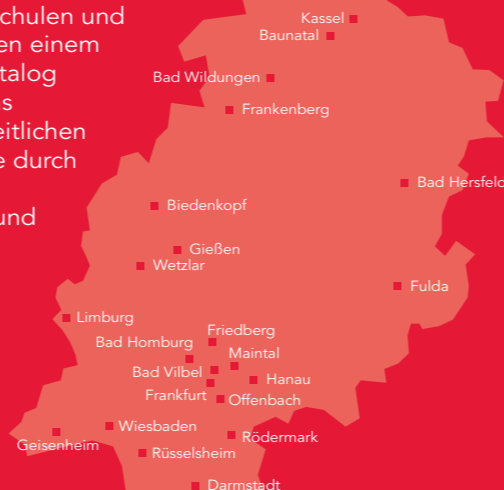 chulen und
en einem
talog
s
eitlichen
e durch
und
Kassel
Baunatal
Bad Wildungen
Frankenberg
Bad Hersfeld
Biedenkopf
Gießen
Wetzlar
Fulda
Limburg
Friedberg
Bad Homburg
Maintal
Bad Vilbel
Hanau
Frankfurt
Offenbach
Wiesbaden
Rödermark
Geisenheim
Rüsselsheim
Darmstadt